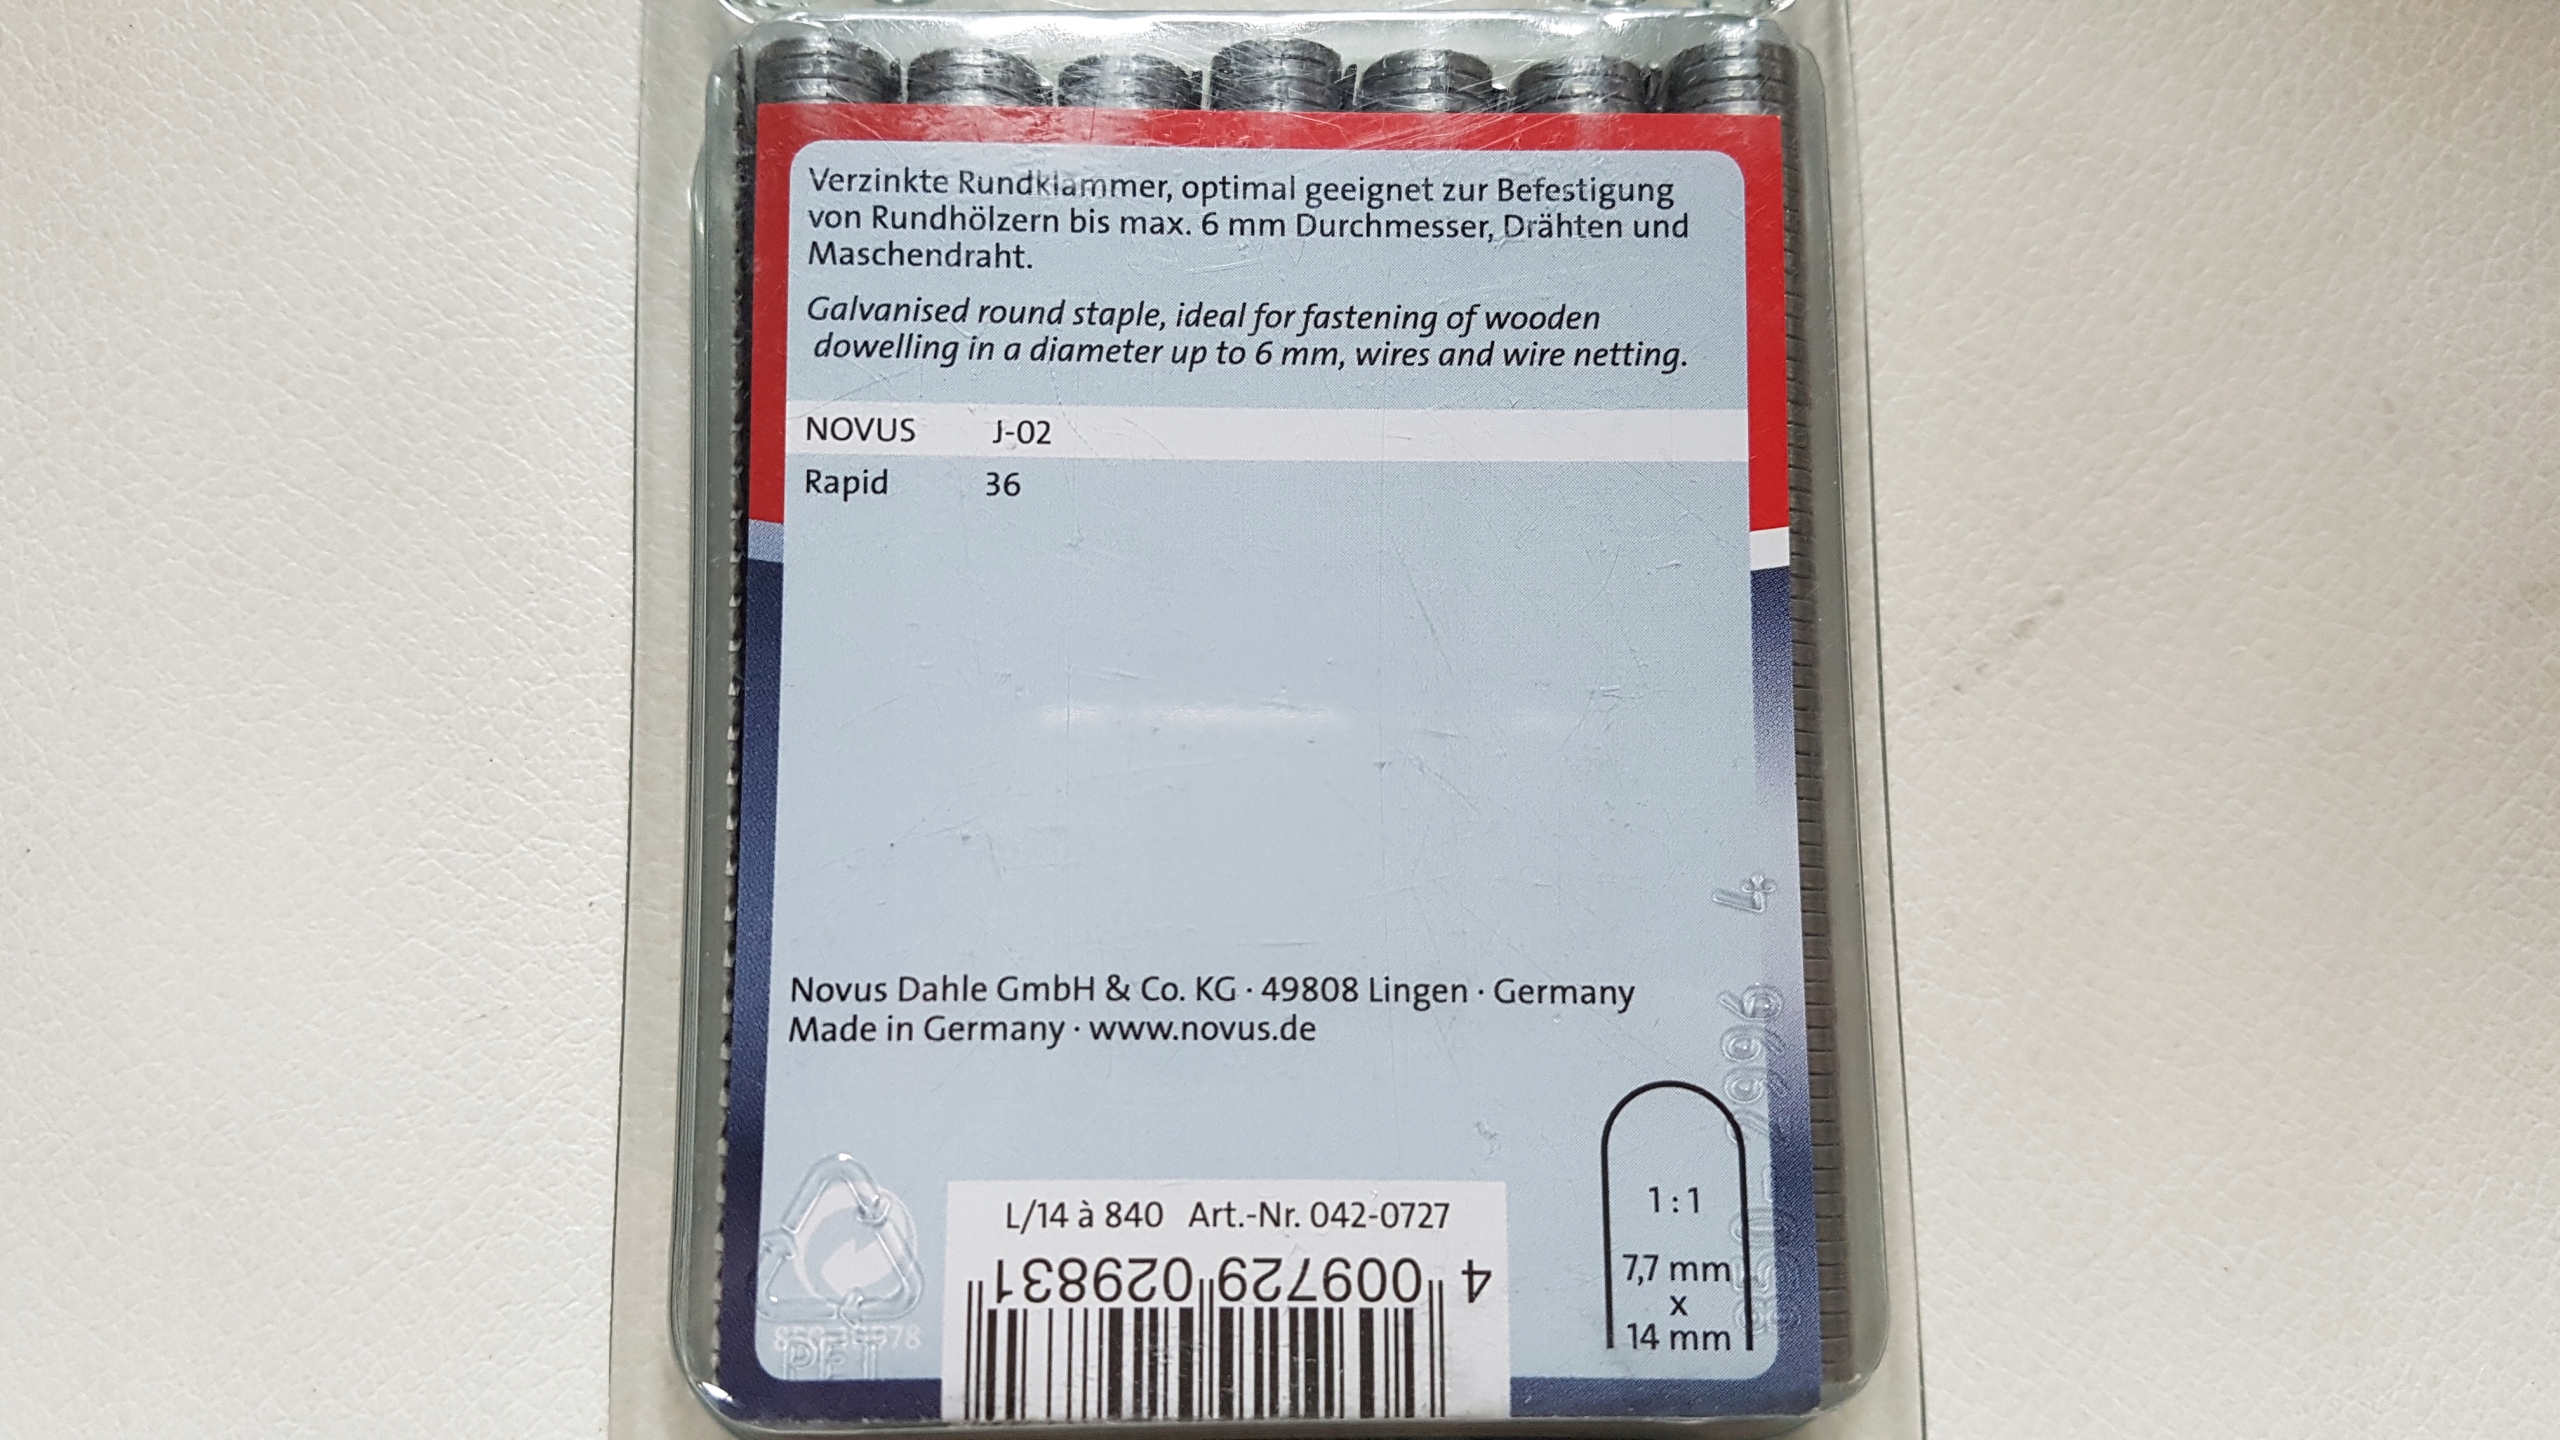 Verzinkte Rundklammer, optimal geeignet zur Befestigung
von Rundhölzern bis max. 6 mm Durchmesser, Drähten und
Maschendraht.
Galvanised round staple, ideal for fastening of wooden
dowelling in a diameter up to 6 mm, wires and wire netting.
NOVUS J-02
Rapid 36
Novus Dahle GmbH & Co. KG · 49808 Lingen · Germany
Made in Germany · www.novus.de
1:1
7,7 mm
x
14 mm
L/14 à 840 Art.-Nr. 042-0727
4 009729 029831
PET